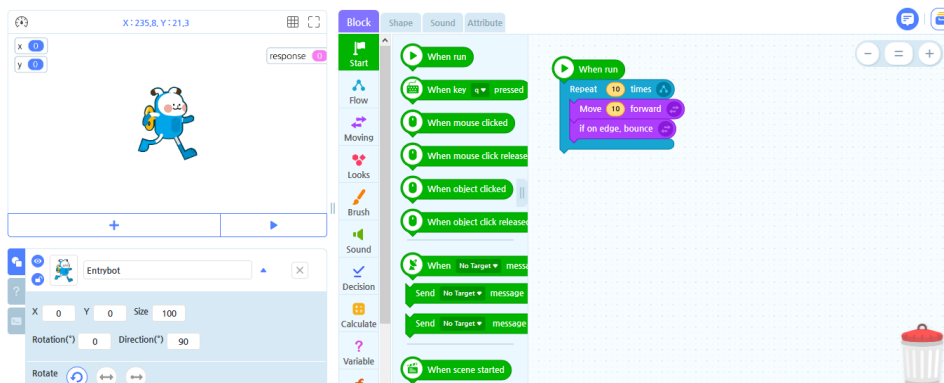 X : 235,8, Y : 21,3
x 0
y 0
response 0
Entrybot
X 0 Y 0 Size 100
Rotation(°) 0 Direction(°) 90
Rotate
Block Shape Sound Attribute
Start
Flow
Moving
Looks
Brush
Sound
Decision
Calculate
Variable
When run
When key q pressed
When mouse clicked
When mouse click release
When object clicked
When object click released
When No Target messa
Send No Target message
Send No Target message
When scene started
When run
Repeat 10 times
Move 10 forward
if on edge, bounce